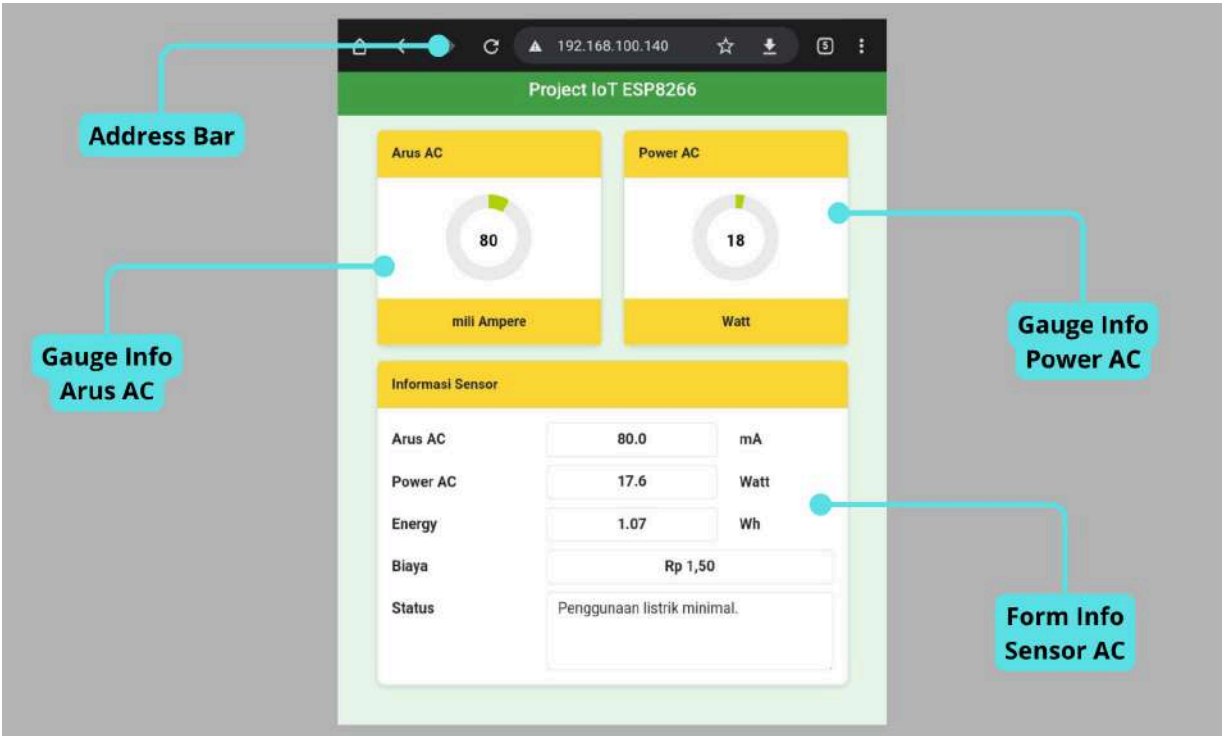 192.168.100.140
5
Project IoT ESP8266
Address Bar
Arus AC
Power AC
80
18
mili Ampere
Watt
Gauge Info
Arus AC
Gauge Info
Power AC
Informasi Sensor
Arus AC 80.0 mA
Power AC 17.6 Watt
Energy 1.07 Wh
Biaya Rp 1,50
Status Penggunaan listrik minimal.
Form Info
Sensor AC